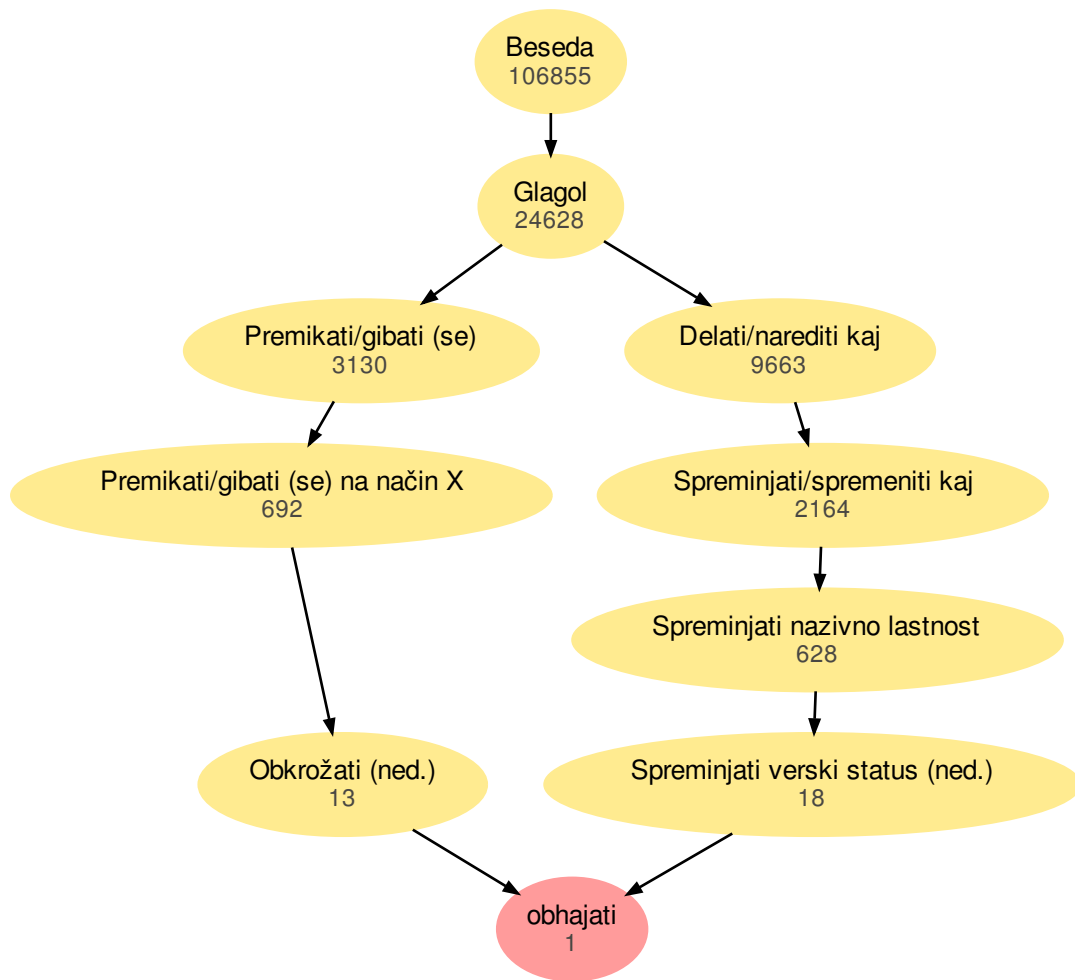 Beseda
106855
Glagol
24628
Premikati/gibati (se)
3130
Delati/narediti kaj
9663
Premikati/gibati (se) na način X
692
Spreminjati/spremeniti kaj
2164
Spreminjati nazivno lastnost
628
Obkrožati (ned.)
13
Spreminjati verski status (ned.)
18
obhajati
1